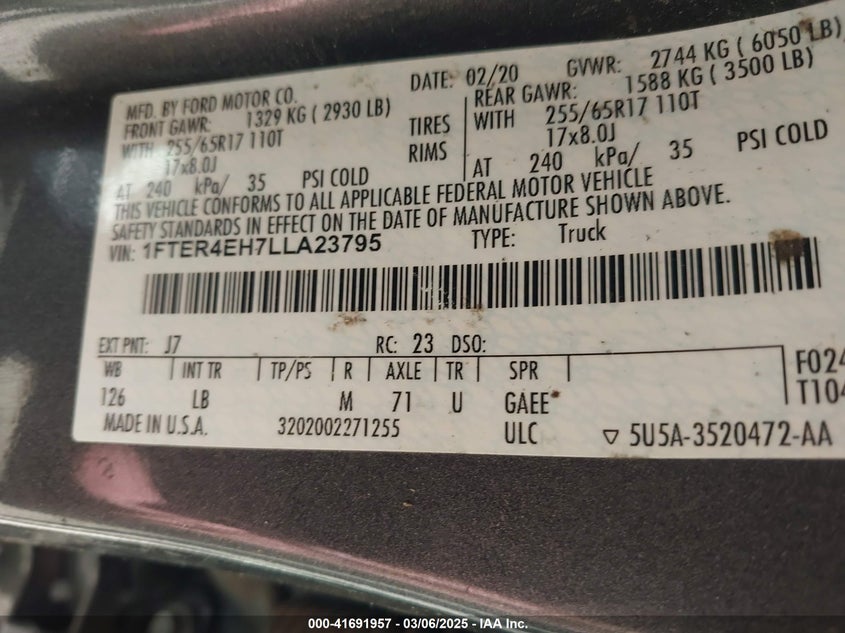 MFD. BY FORD MOTOR CO. DATE: 02/20 GVWR: 2744 KG ( 6050 LB)
FRONT GAWR: 1329 KG ( 2930 LB) REAR GAWR: 1588 KG ( 3500 LB)
WITH 255/65R17 110T TIRES WITH 255/65R17 110T
17x8.0J RIMS 17x8.0J
AT 240 kPa/ 35 PSI COLD AT 240 kPa/ 35 PSI COLD
THIS VEHICLE CONFORMS TO ALL APPLICABLE FEDERAL MOTOR VEHICLE
SAFETY STANDARDS IN EFFECT ON THE DATE OF MANUFACTURE SHOWN ABOVE.
VIN: 1FTER4EH7LLA23795 TYPE: Truck
EXT PNT: J7 RC: 23 DSO:
WB INT TR TP/PS R AXLE TR SPR
126 LB M 71 U GAEE
F024
T104
MADE IN U.S.A. 3202002271255 ULC ▽ 5U5A-3520472-AA
000-41691957 - 03/06/2025 - IAA Inc.